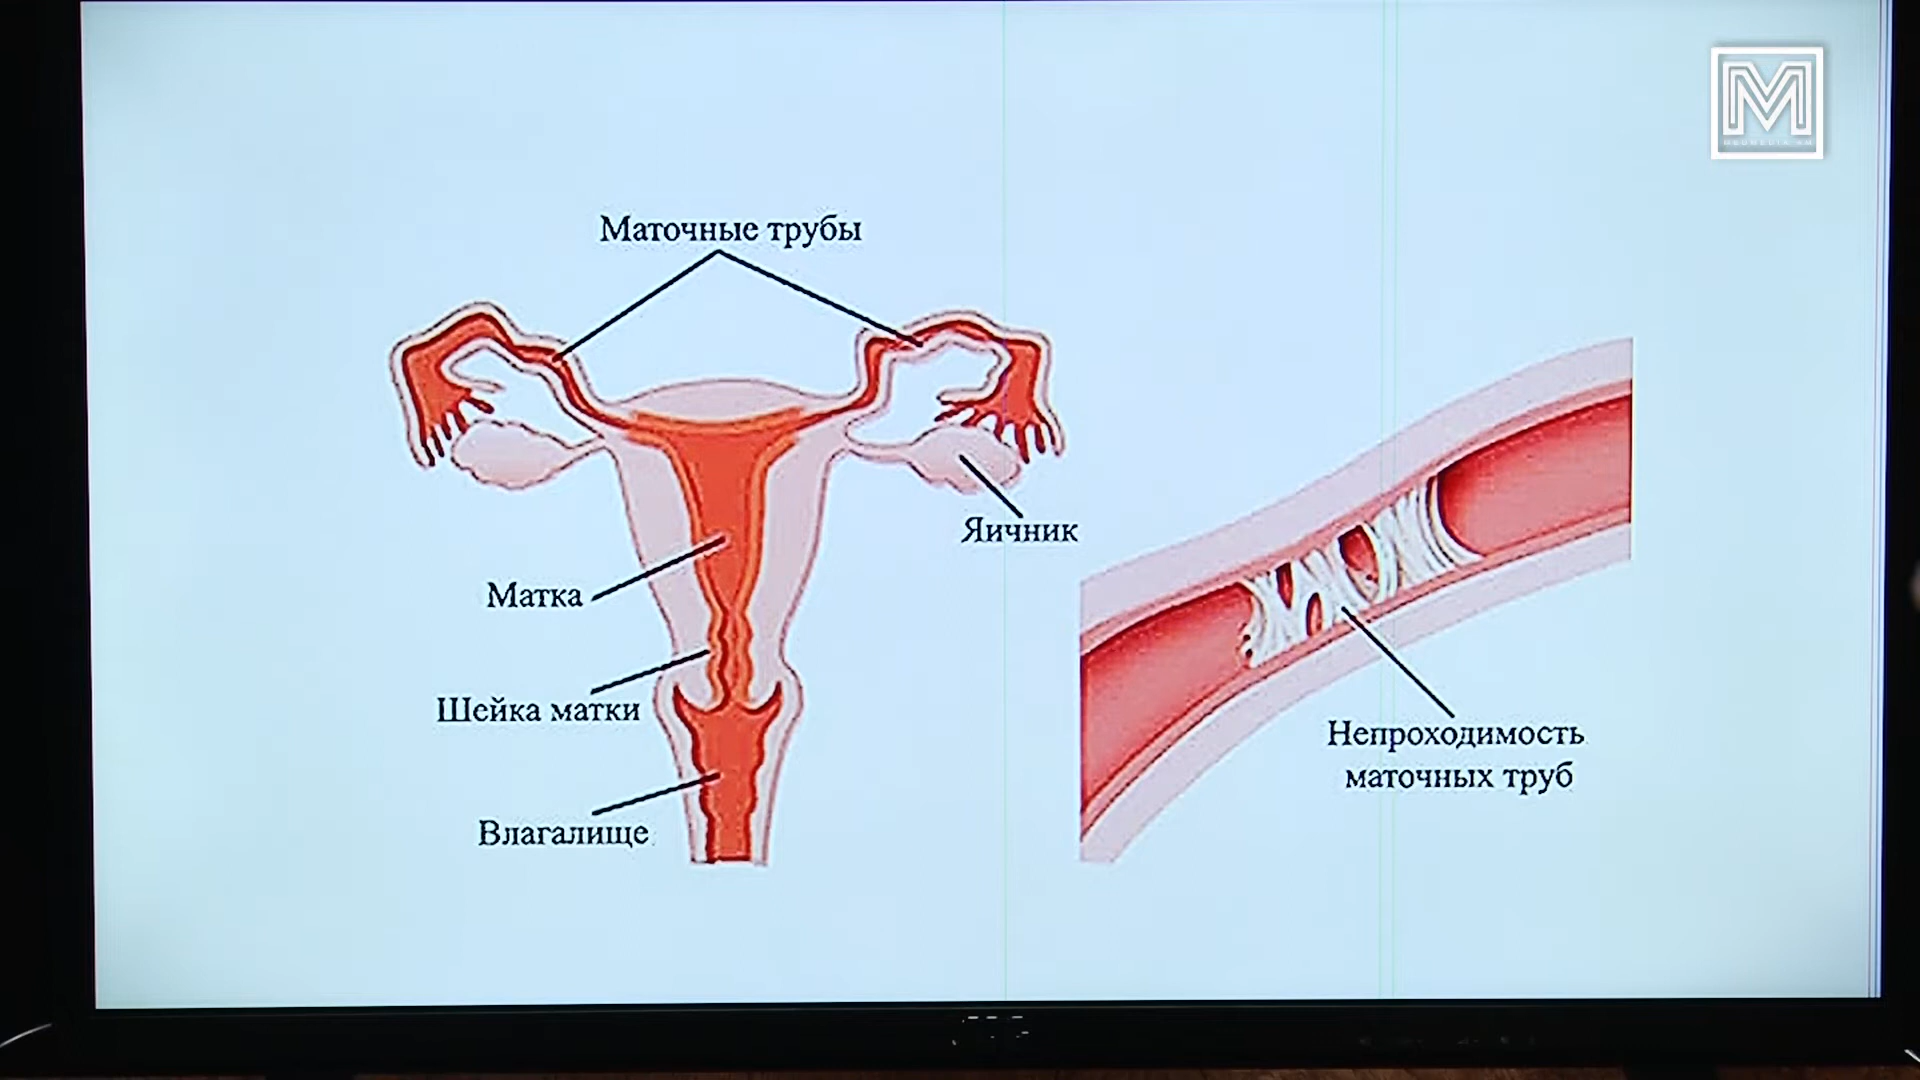 Маточные трубы
Яичник
Матка
Шейка матки
Непроходимость
маточных труб
Влагалище
M